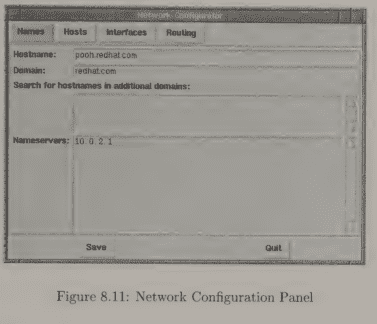 Network Configurator
Names Hosts Interfaces Routing
Hostname: pooh.redhat.com
Domain: redhat.com
Search for hostnames in additional domains:
Nameservers: 10.0.2.1
Save Quit
Figure 8.11: Network Configuration Panel